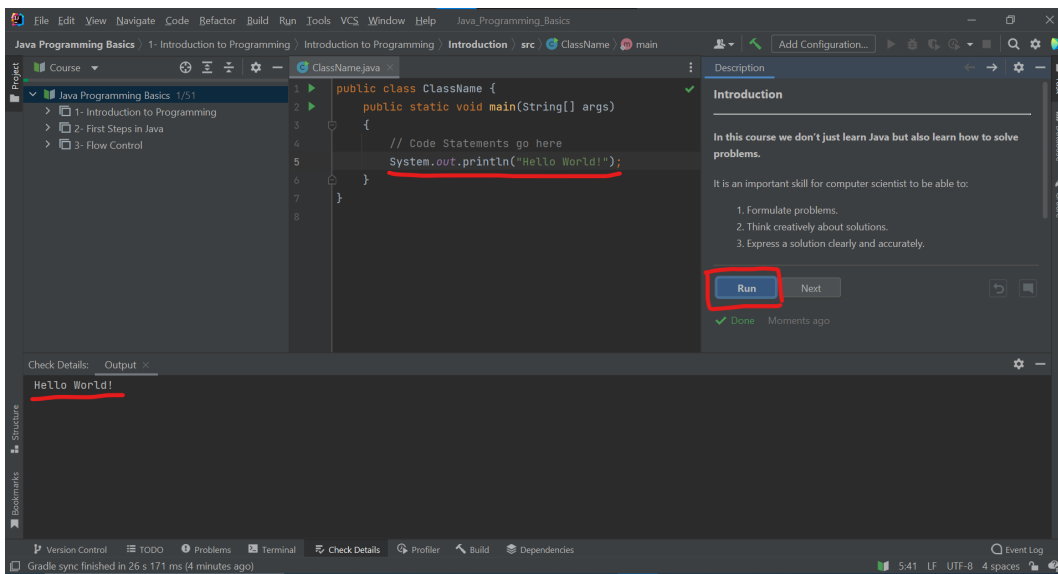 File Edit View Navigate Code Refactor Build Run Tools VCS Window Help Java_Programming_Basics
Java Programming Basics 1- Introduction to Programming Introduction to Programming Introduction src ClassName main Add Configuration...
Project
Course
Java Programming Basics 1/51
1- Introduction to Programming
2- First Steps in Java
3- Flow Control
ClassName.java
1 public class ClassName {
2 public static void main(String[] args)
3 {
4 // Code Statements go here
5 System.out.println("Hello World!");
6 }
7 }
8
Description
Introduction
In this course we don't just learn Java but also learn how to solve
problems.
It is an important skill for computer scientist to be able to:
1. Formulate problems.
2. Think creatively about solutions.
3. Express a solution clearly and accurately.
Run Next
Done Moments ago
Check Details: Output
Hello World!
Structure
Bookmarks
Version Control TODO Problems Terminal Check Details Profiler Build Dependencies Event Log
Gradle sync finished in 26 s 171 ms (4 minutes ago) 5:41 LF UTF-8 4 spaces